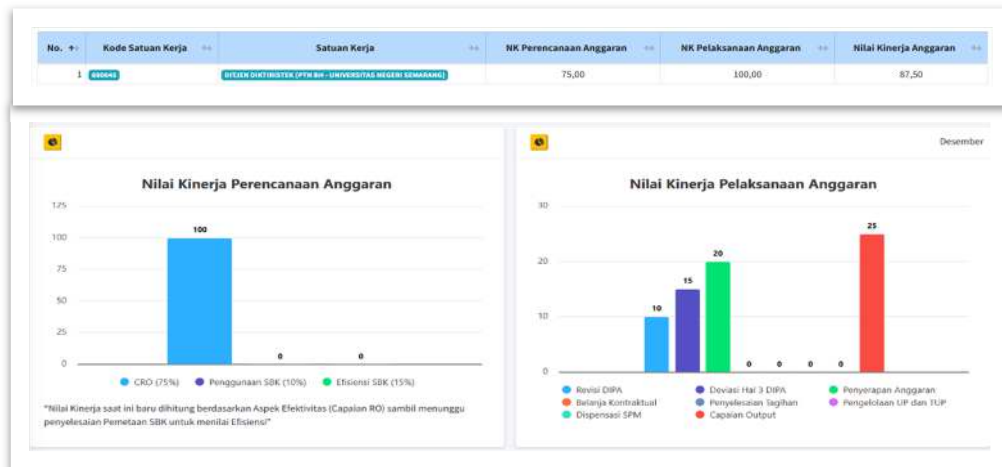 No. Kode Satuan Kerja Satuan Kerja NK Perencanaan Anggaran NK Pelaksanaan Anggaran Nilai Kinerja Anggaran
1 DITJEN DIKTIRISTEK (PTN BH - UNIVERSITAS NEGERI SEMARANG) 75,00 100,00 87,50
Nilai Kinerja Perencanaan Anggaran
125
100
75
50
25
0
100
0
0
CRO (75%) Penggunaan SBK (10%) Efisiensi SBK (15%)
"Nilai Kinerja saat ini baru dihitung berdasarkan Aspek Efektivitas (Capaian RO) sambil menunggu
penyelesaian Pemetaan SBK untuk menilai Efisiensi"
Desember
Nilai Kinerja Pelaksanaan Anggaran
30
20
10
0
10
15
20
0
0
0
0
25
Revisi DIPA Deviasi Hal 3 DIPA Penyerapan Anggaran
Belanja Kontraktual Penyelesaian Tagihan Pengelolaan UP dan TUP
Dispensasi SPM Capaian Output